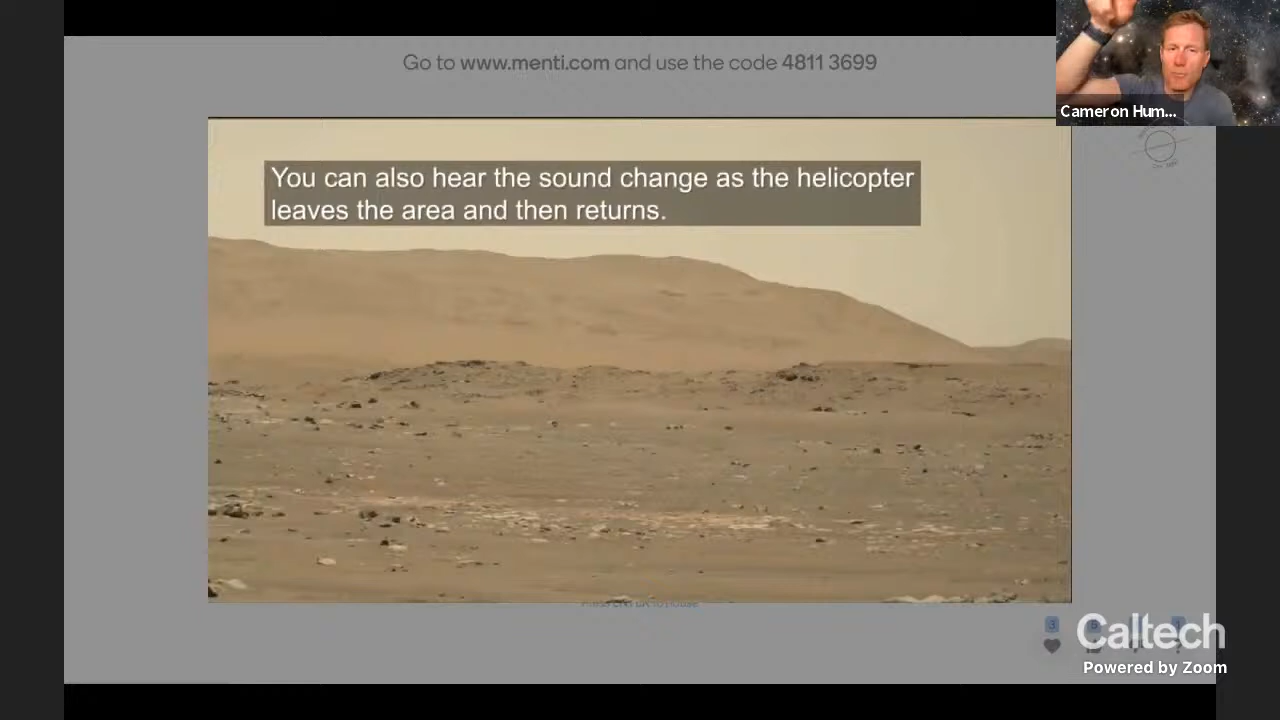 Go to www.menti.com and use the code 4811 3699
Cameron Hum...
You can also hear the sound change as the helicopter
leaves the area and then returns.
3
Caltech
Powered by Zoom